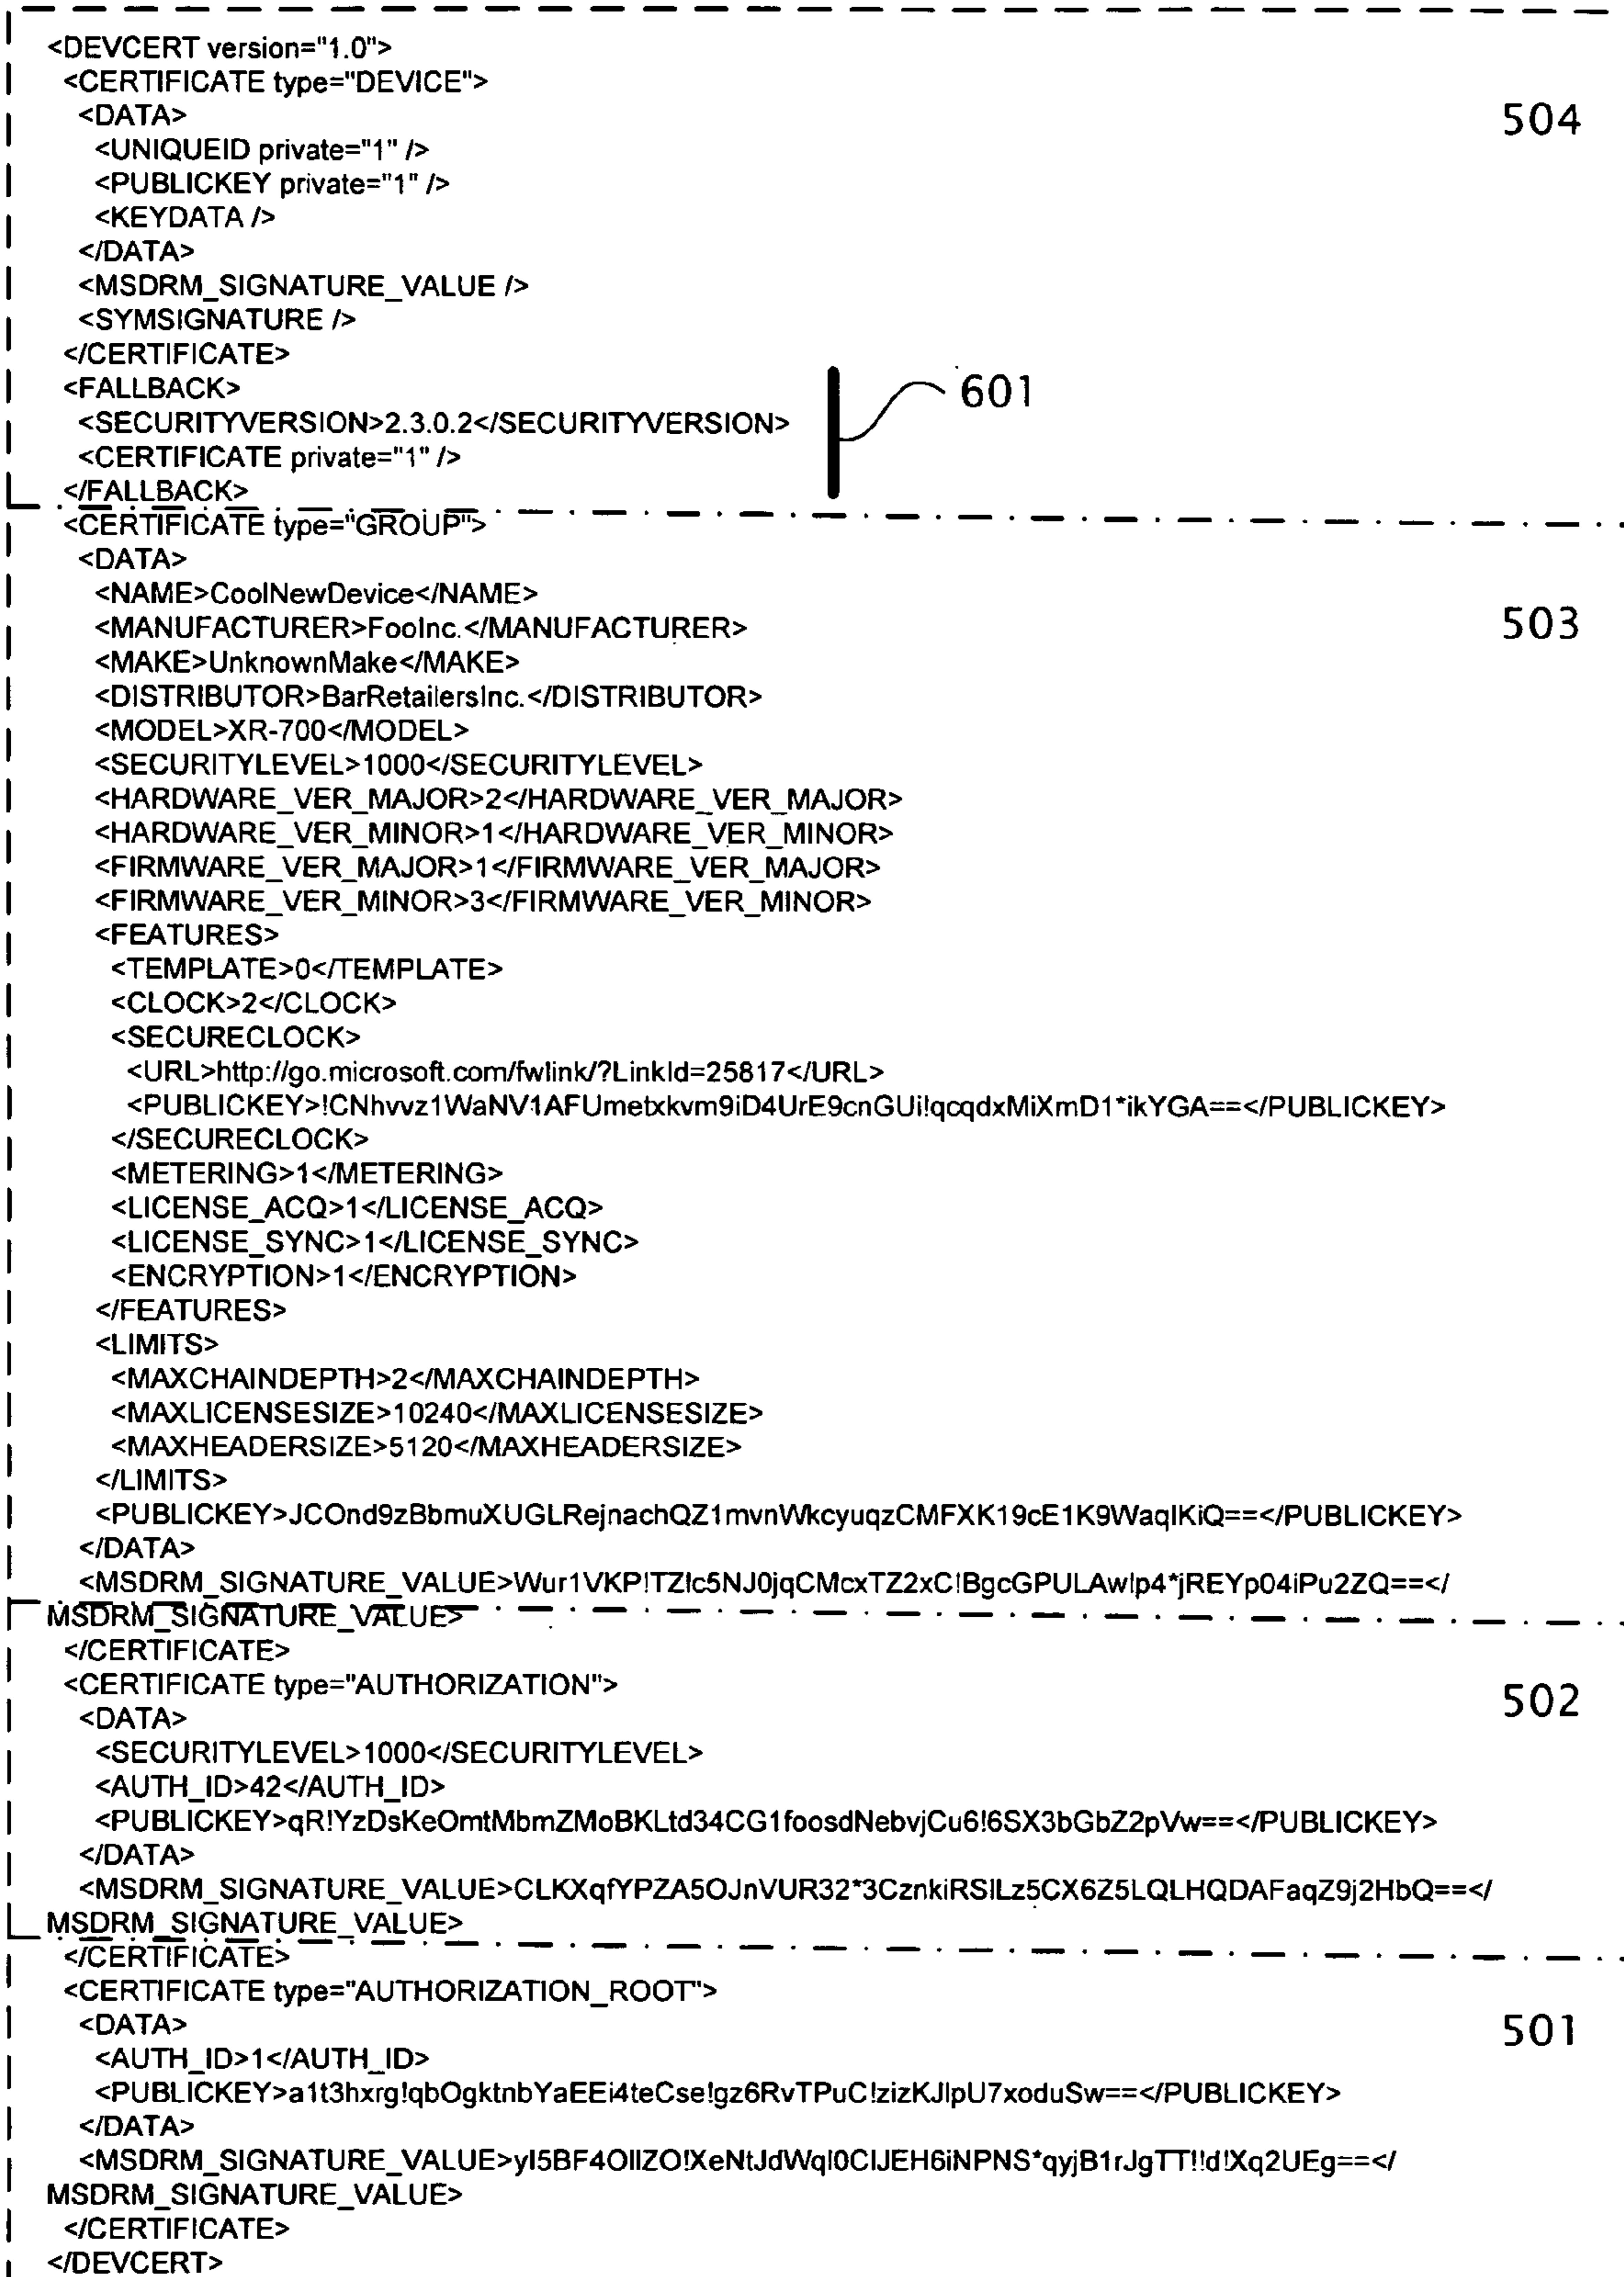 <DEVCERT version="1.0">
<CERTIFICATE type="DEVICE">
<DATA>
504
<UNIQUEID private="1" />
<PUBLICKEY private="1" />
<KEYDATA />
</DATA>
<MSDRM_SIGNATURE_VALUE />
<SYMSIGNATURE />
</CERTIFICATE>
<FALLBACK>
601
<SECURITYVERSION>2.3.0.2</SECURITYVERSION>
<CERTIFICATE private="1" />
</FALLBACK>
<CERTIFICATE type="GROUP">
<DATA>
<NAME>CoolNewDevice</NAME>
<MANUFACTURER>FooInc.</MANUFACTURER>
503
<MAKE>UnknownMake</MAKE>
<DISTRIBUTOR>BarRetailersInc.</DISTRIBUTOR>
<MODEL>XR-700</MODEL>
<SECURITYLEVEL>1000</SECURITYLEVEL>
<HARDWARE_VER_MAJOR>2</HARDWARE_VER_MAJOR>
<HARDWARE_VER_MINOR>1</HARDWARE_VER_MINOR>
<FIRMWARE_VER_MAJOR>1</FIRMWARE_VER_MAJOR>
<FIRMWARE_VER_MINOR>3</FIRMWARE_VER_MINOR>
<FEATURES>
<TEMPLATE>0</TEMPLATE>
<CLOCK>2</CLOCK>
<SECURECLOCK>
<URL>http://go.microsoft.com/fwlink/?LinkId=25817</URL>
<PUBLICKEY>!CNhvvz1WaNV1AFUmetxkvm9iD4UrE9cnGUi!qcqdxMiXmD1*ikYGA==</PUBLICKEY>
</SECURECLOCK>
<METERING>1</METERING>
<LICENSE_ACQ>1</LICENSE_ACQ>
<LICENSE_SYNC>1</LICENSE_SYNC>
<ENCRYPTION>1</ENCRYPTION>
</FEATURES>
<LIMITS>
<MAXCHAINDEPTH>2</MAXCHAINDEPTH>
<MAXLICENSESIZE>10240</MAXLICENSESIZE>
<MAXHEADERSIZE>5120</MAXHEADERSIZE>
</LIMITS>
<PUBLICKEY>JCOnd9zBbmuXUGLRejnachQZ1mvnWkcyuqzCMFXK19cE1K9WaqIKiQ==</PUBLICKEY>
</DATA>
<MSDRM_SIGNATURE_VALUE>Wur1VKP!TZIc5NJ0jqCMcxTZ2xC!BgcGPULAwIp4*jREYp04iPu2ZQ==</
MSDRM_SIGNATURE_VALUE>
</CERTIFICATE>
<CERTIFICATE type="AUTHORIZATION">
502
<DATA>
<SECURITYLEVEL>1000</SECURITYLEVEL>
<AUTH_ID>42</AUTH_ID>
<PUBLICKEY>qR!YzDsKeOmtMbmZMoBKLtd34CG1foosdNebvjCu6!6SX3bGbZ2pVw==</PUBLICKEY>
</DATA>
<MSDRM_SIGNATURE_VALUE>CLKXqfYPZA5OJnVUR32*3CznkiRSILz5CX6Z5LQLHQDAFaqZ9j2HbQ==</
MSDRM_SIGNATURE_VALUE>
</CERTIFICATE>
<CERTIFICATE type="AUTHORIZATION_ROOT">
<DATA>
501
<AUTH_ID>1</AUTH_ID>
<PUBLICKEY>a1t3hxrg!qbOgktnbYaEEi4teCse!gz6RvTPuC!zizKJIpU7xoduSw==</PUBLICKEY>
</DATA>
<MSDRM_SIGNATURE_VALUE>yI5BF4OIIZO!XeNtJdWqI0CIJEH6iNPNS*qyjB1rJgTT!!d!Xq2UEg==</
MSDRM_SIGNATURE_VALUE>
</CERTIFICATE>
</DEVCERT>